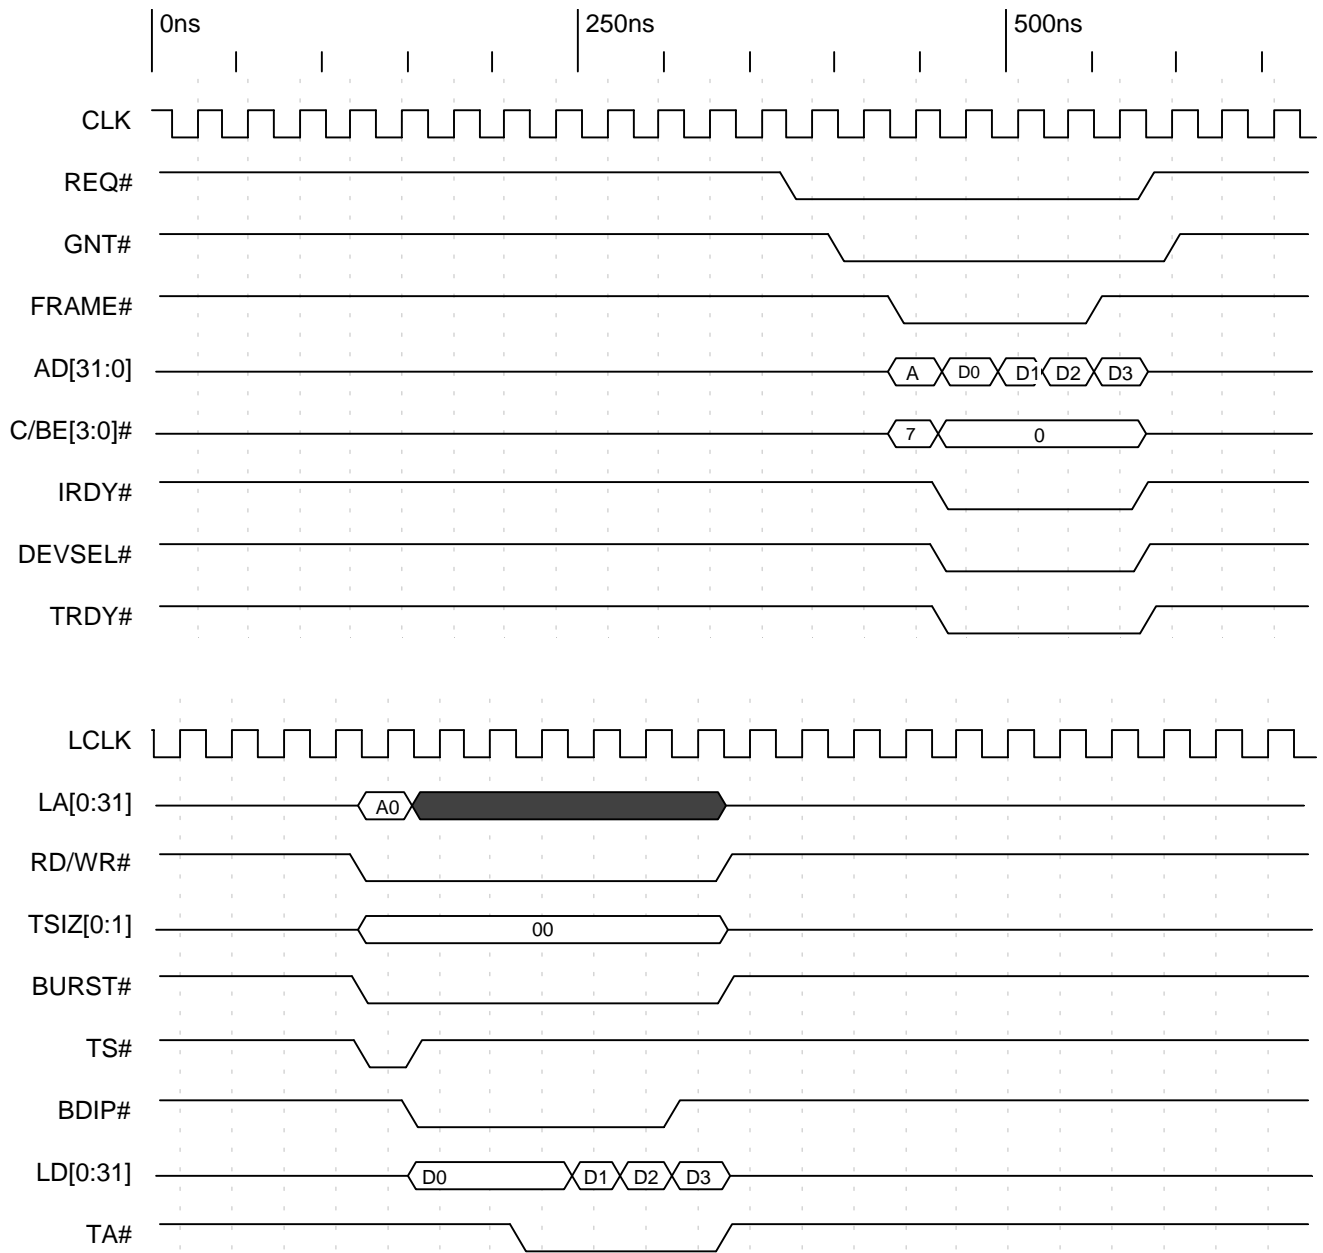 0ns 250ns 500ns
CLK
REQ#
GNT#
FRAME#
AD[31:0] A D0 D1 D2 D3
C/BE[3:0]# 7 0
IRDY#
DEVSEL#
TRDY#
LCLK
LA[0:31] A0
RD/WR#
TSIZ[0:1] 00
BURST#
TS#
BDIP#
LD[0:31] D0 D1 D2 D3
TA#